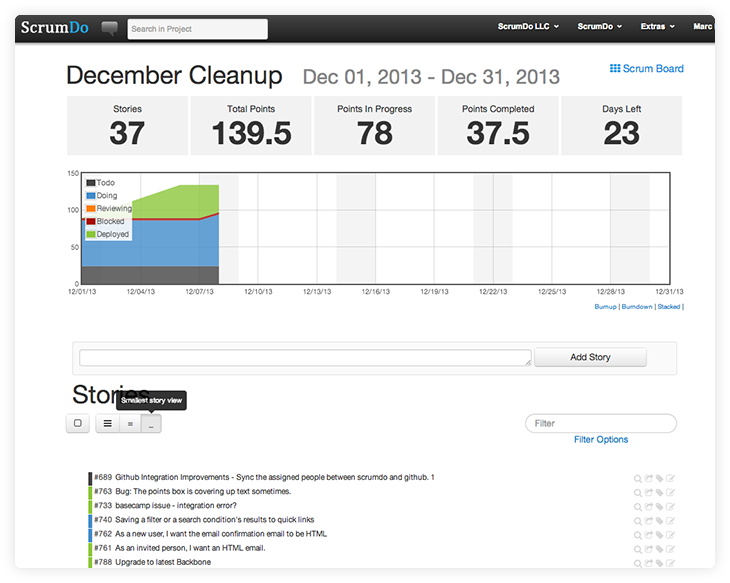 ScrumDo Search in Project ScrumDo LLC ScrumDo Extras Marc
December Cleanup Dec 01, 2013 - Dec 31, 2013 Scrum Board
Stories Total Points Points In Progress Points Completed Days Left
37 139.5 78 37.5 23
150
Todo
Doing
100
Reviewing
Blocked
Deployed
50
0
12/01/13 12/04/13 12/07/13 12/10/13 12/13/13 12/16/13 12/19/13 12/22/13 12/25/13 12/28/13 12/31/13
Burnup | Burndown | Stacked |
Add Story
Stories
Smallest story view
Filter
Filter Options
#689 Github Integration Improvements - Sync the assigned people between scrumdo and github. 1
#763 Bug: The points box is covering up text sometimes.
#733 basecamp issue - integration error?
#740 Saving a filter or a search condition's results to quick links
#762 As a new user, I want the email confirmation email to be HTML
#761 As an invited person, I want an HTML email.
#788 Upgrade to latest Backbone